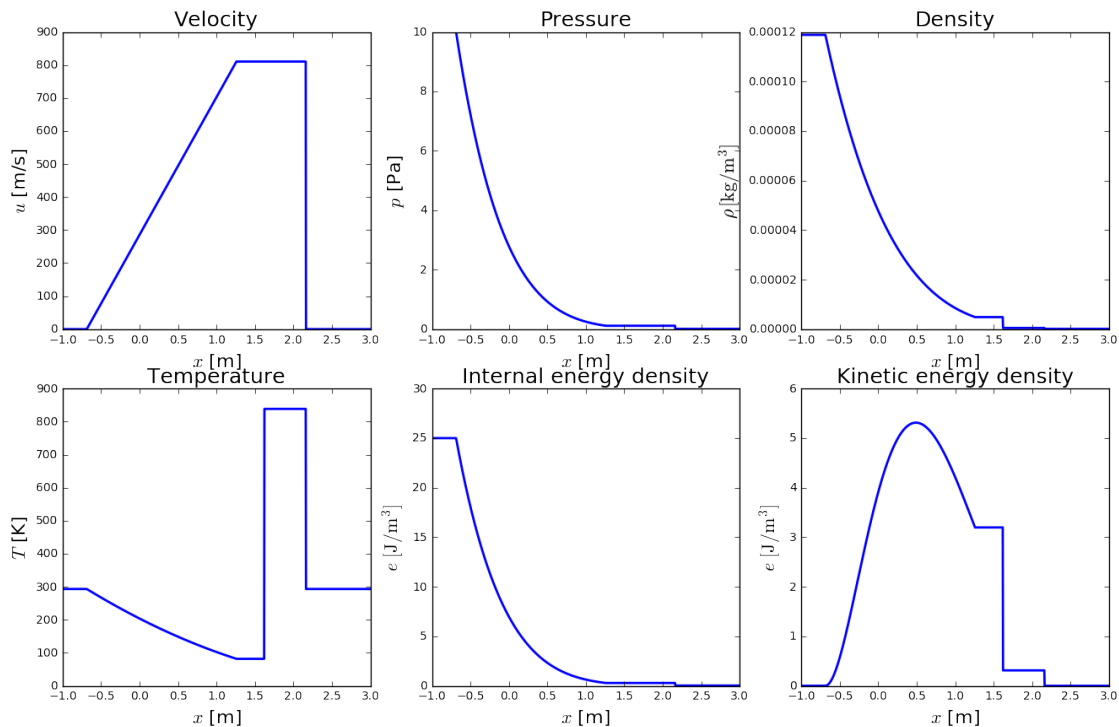 Velocity
900
800
700
600
500
400
300
200
100
0
u [m/s]
−1.0 −0.5 0.0 0.5 1.0 1.5 2.0 2.5 3.0
x [m]
Pressure
10
8
6
4
2
0
p [Pa]
−1.0 −0.5 0.0 0.5 1.0 1.5 2.0 2.5 3.0
x [m]
Density
0.00012
0.00010
0.00008
0.00006
0.00004
0.00002
0.00000
ρ [kg/m³]
−1.0 −0.5 0.0 0.5 1.0 1.5 2.0 2.5 3.0
x [m]
Temperature
900
800
700
600
500
400
300
200
100
0
T [K]
−1.0 −0.5 0.0 0.5 1.0 1.5 2.0 2.5 3.0
x [m]
Internal energy density
30
25
20
15
10
5
0
e [J/m³]
−1.0 −0.5 0.0 0.5 1.0 1.5 2.0 2.5 3.0
x [m]
Kinetic energy density
6
5
4
3
2
1
0
e [J/m³]
−1.0 −0.5 0.0 0.5 1.0 1.5 2.0 2.5 3.0
x [m]